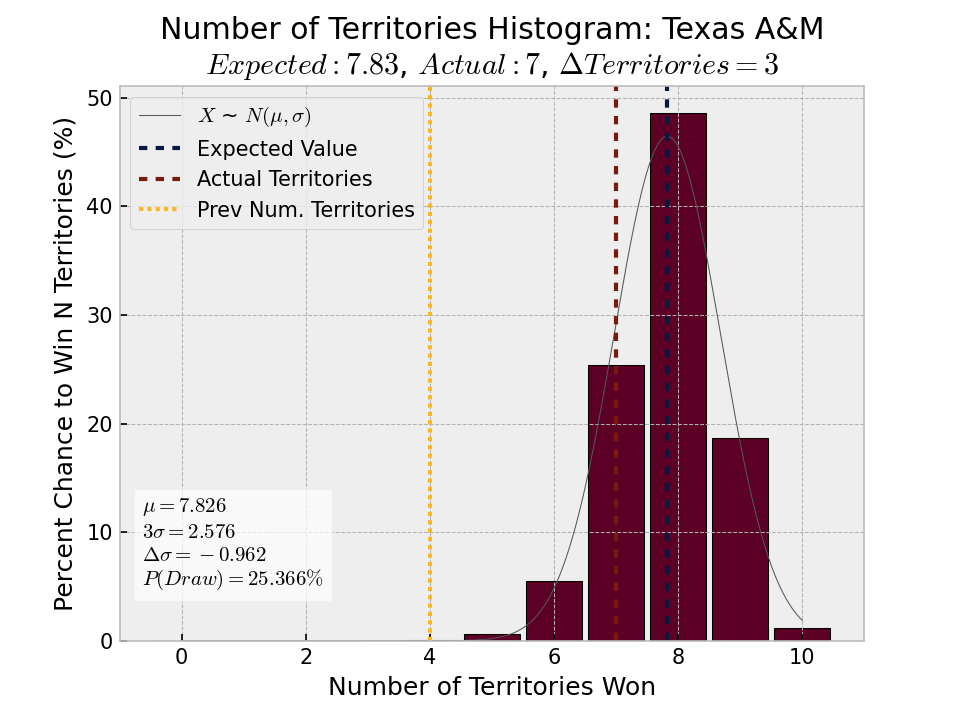 Number of Territories Histogram: Texas A&M
Expected : 7.83, Actual : 7, ΔTerritories = 3
Percent Chance to Win N Territories (%)
50
40
30
20
10
0
X ∼ N(μ, σ)
Expected Value
Actual Territories
Prev Num. Territories
μ = 7.826
3σ = 2.576
Δσ = −0.962
P(Draw) = 25.366%
0 2 4 6 8 10
Number of Territories Won